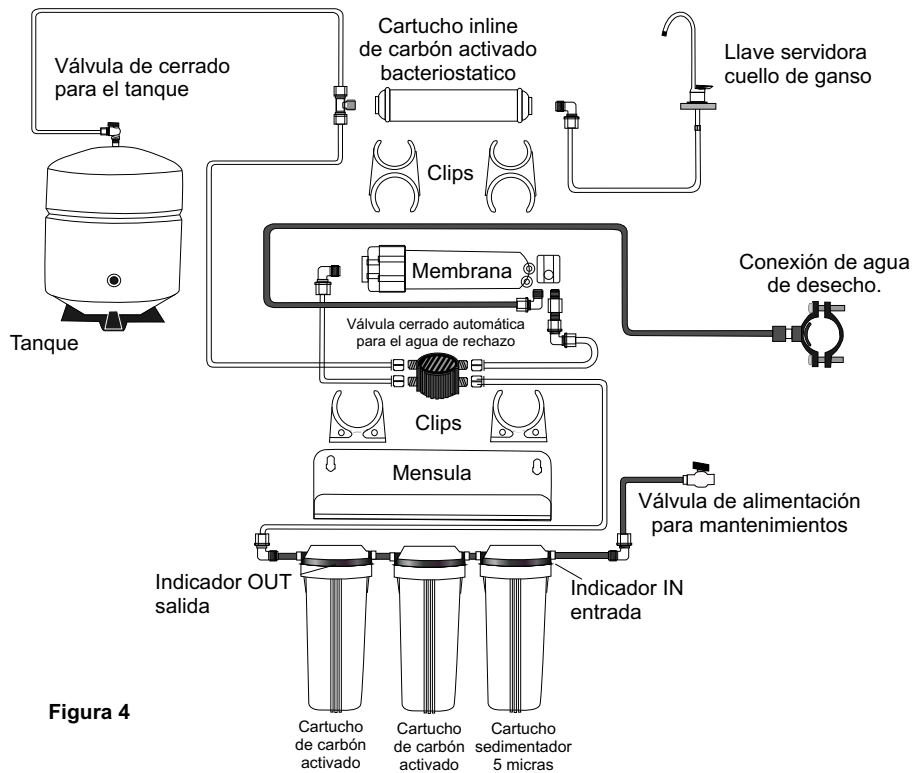 Cartucho inline
de carbón activado
bacteriostatico
Llave servidora
cuello de ganso
Válvula de cerrado
para el tanque
Clips
Membrana
Conexión de agua
de desecho.
Tanque
Válvula cerrado automática
para el agua de rechazo
Clips
Mensula
Válvula de alimentación
para mantenimientos
Indicador OUT
salida
Indicador IN
entrada
Figura 4
Cartucho
de carbón
activado
Cartucho
de carbón
activado
Cartucho
sedimentador
5 micras